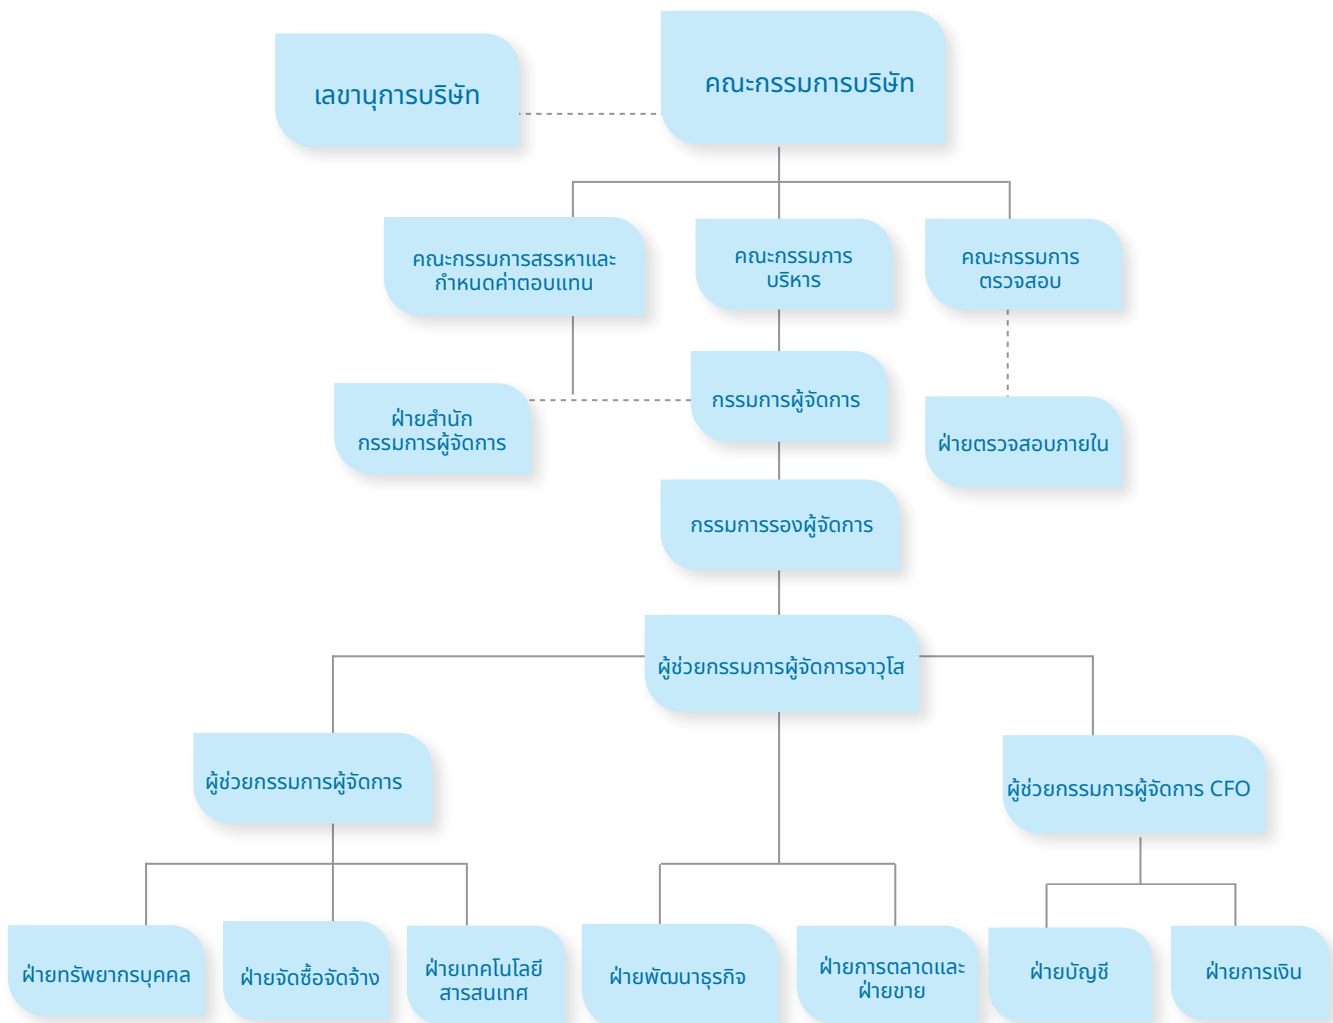 เลขานุการบริษัท
คณะกรรมการบริษัท
คณะกรรมการสรรหาและ
กำหนดค่าตอบแทน
คณะกรรมการ
บริหาร
คณะกรรมการ
ตรวจสอบ
ฝ่ายสำนัก
กรรมการผู้จัดการ
กรรมการผู้จัดการ
ฝ่ายตรวจสอบภายใน
กรรมการรองผู้จัดการ
ผู้ช่วยกรรมการผู้จัดการอาวุโส
ผู้ช่วยกรรมการผู้จัดการ
ผู้ช่วยกรรมการผู้จัดการ CFO
ฝ่ายทรัพยากรบุคคล
ฝ่ายจัดซื้อจัดจ้าง
ฝ่ายเทคโนโลยี
สารสนเทศ
ฝ่ายพัฒนาธุรกิจ
ฝ่ายการตลาดและ
ฝ่ายขาย
ฝ่ายบัญชี
ฝ่ายการเงิน